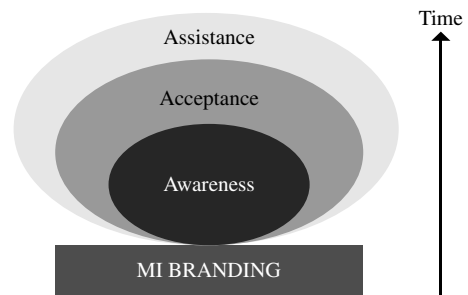 Time
Assistance
Acceptance
Awareness
MI BRANDING